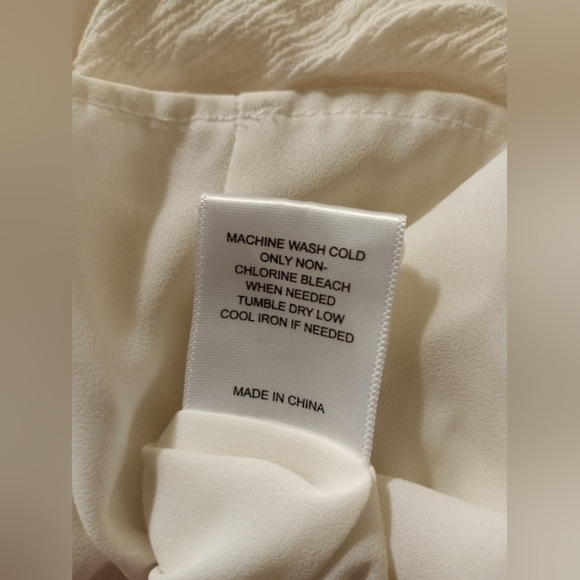 MACHINE WASH COLD
ONLY NON-
CHLORINE BLEACH
WHEN NEEDED
TUMBLE DRY LOW
COOL IRON IF NEEDED
MADE IN CHINA